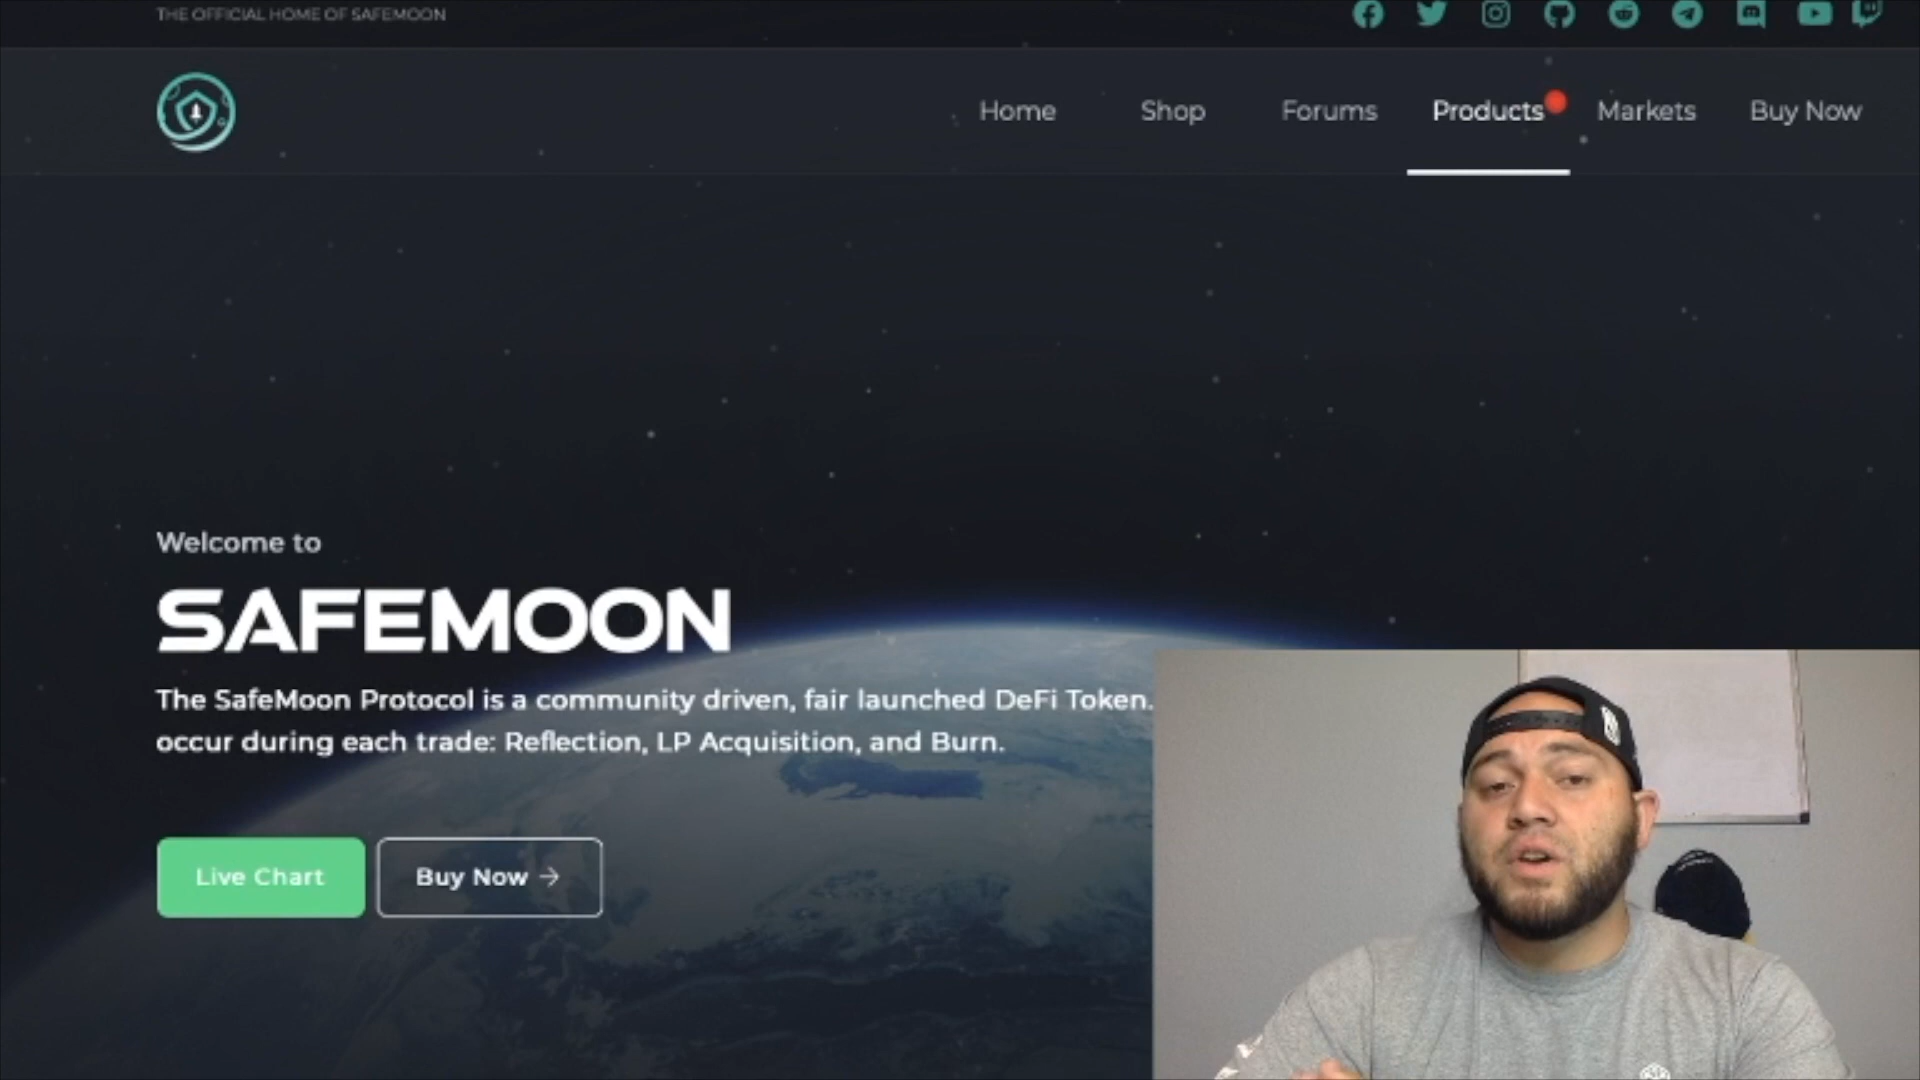 THE OFFICIAL HOME OF SAFEMOON
Home Shop Forums Products Markets Buy Now
Welcome to
SAFEMOON
The SafeMoon Protocol is a community driven, fair launched DeFi Token.
occur during each trade: Reflection, LP Acquisition, and Burn.
Live Chart Buy Now →